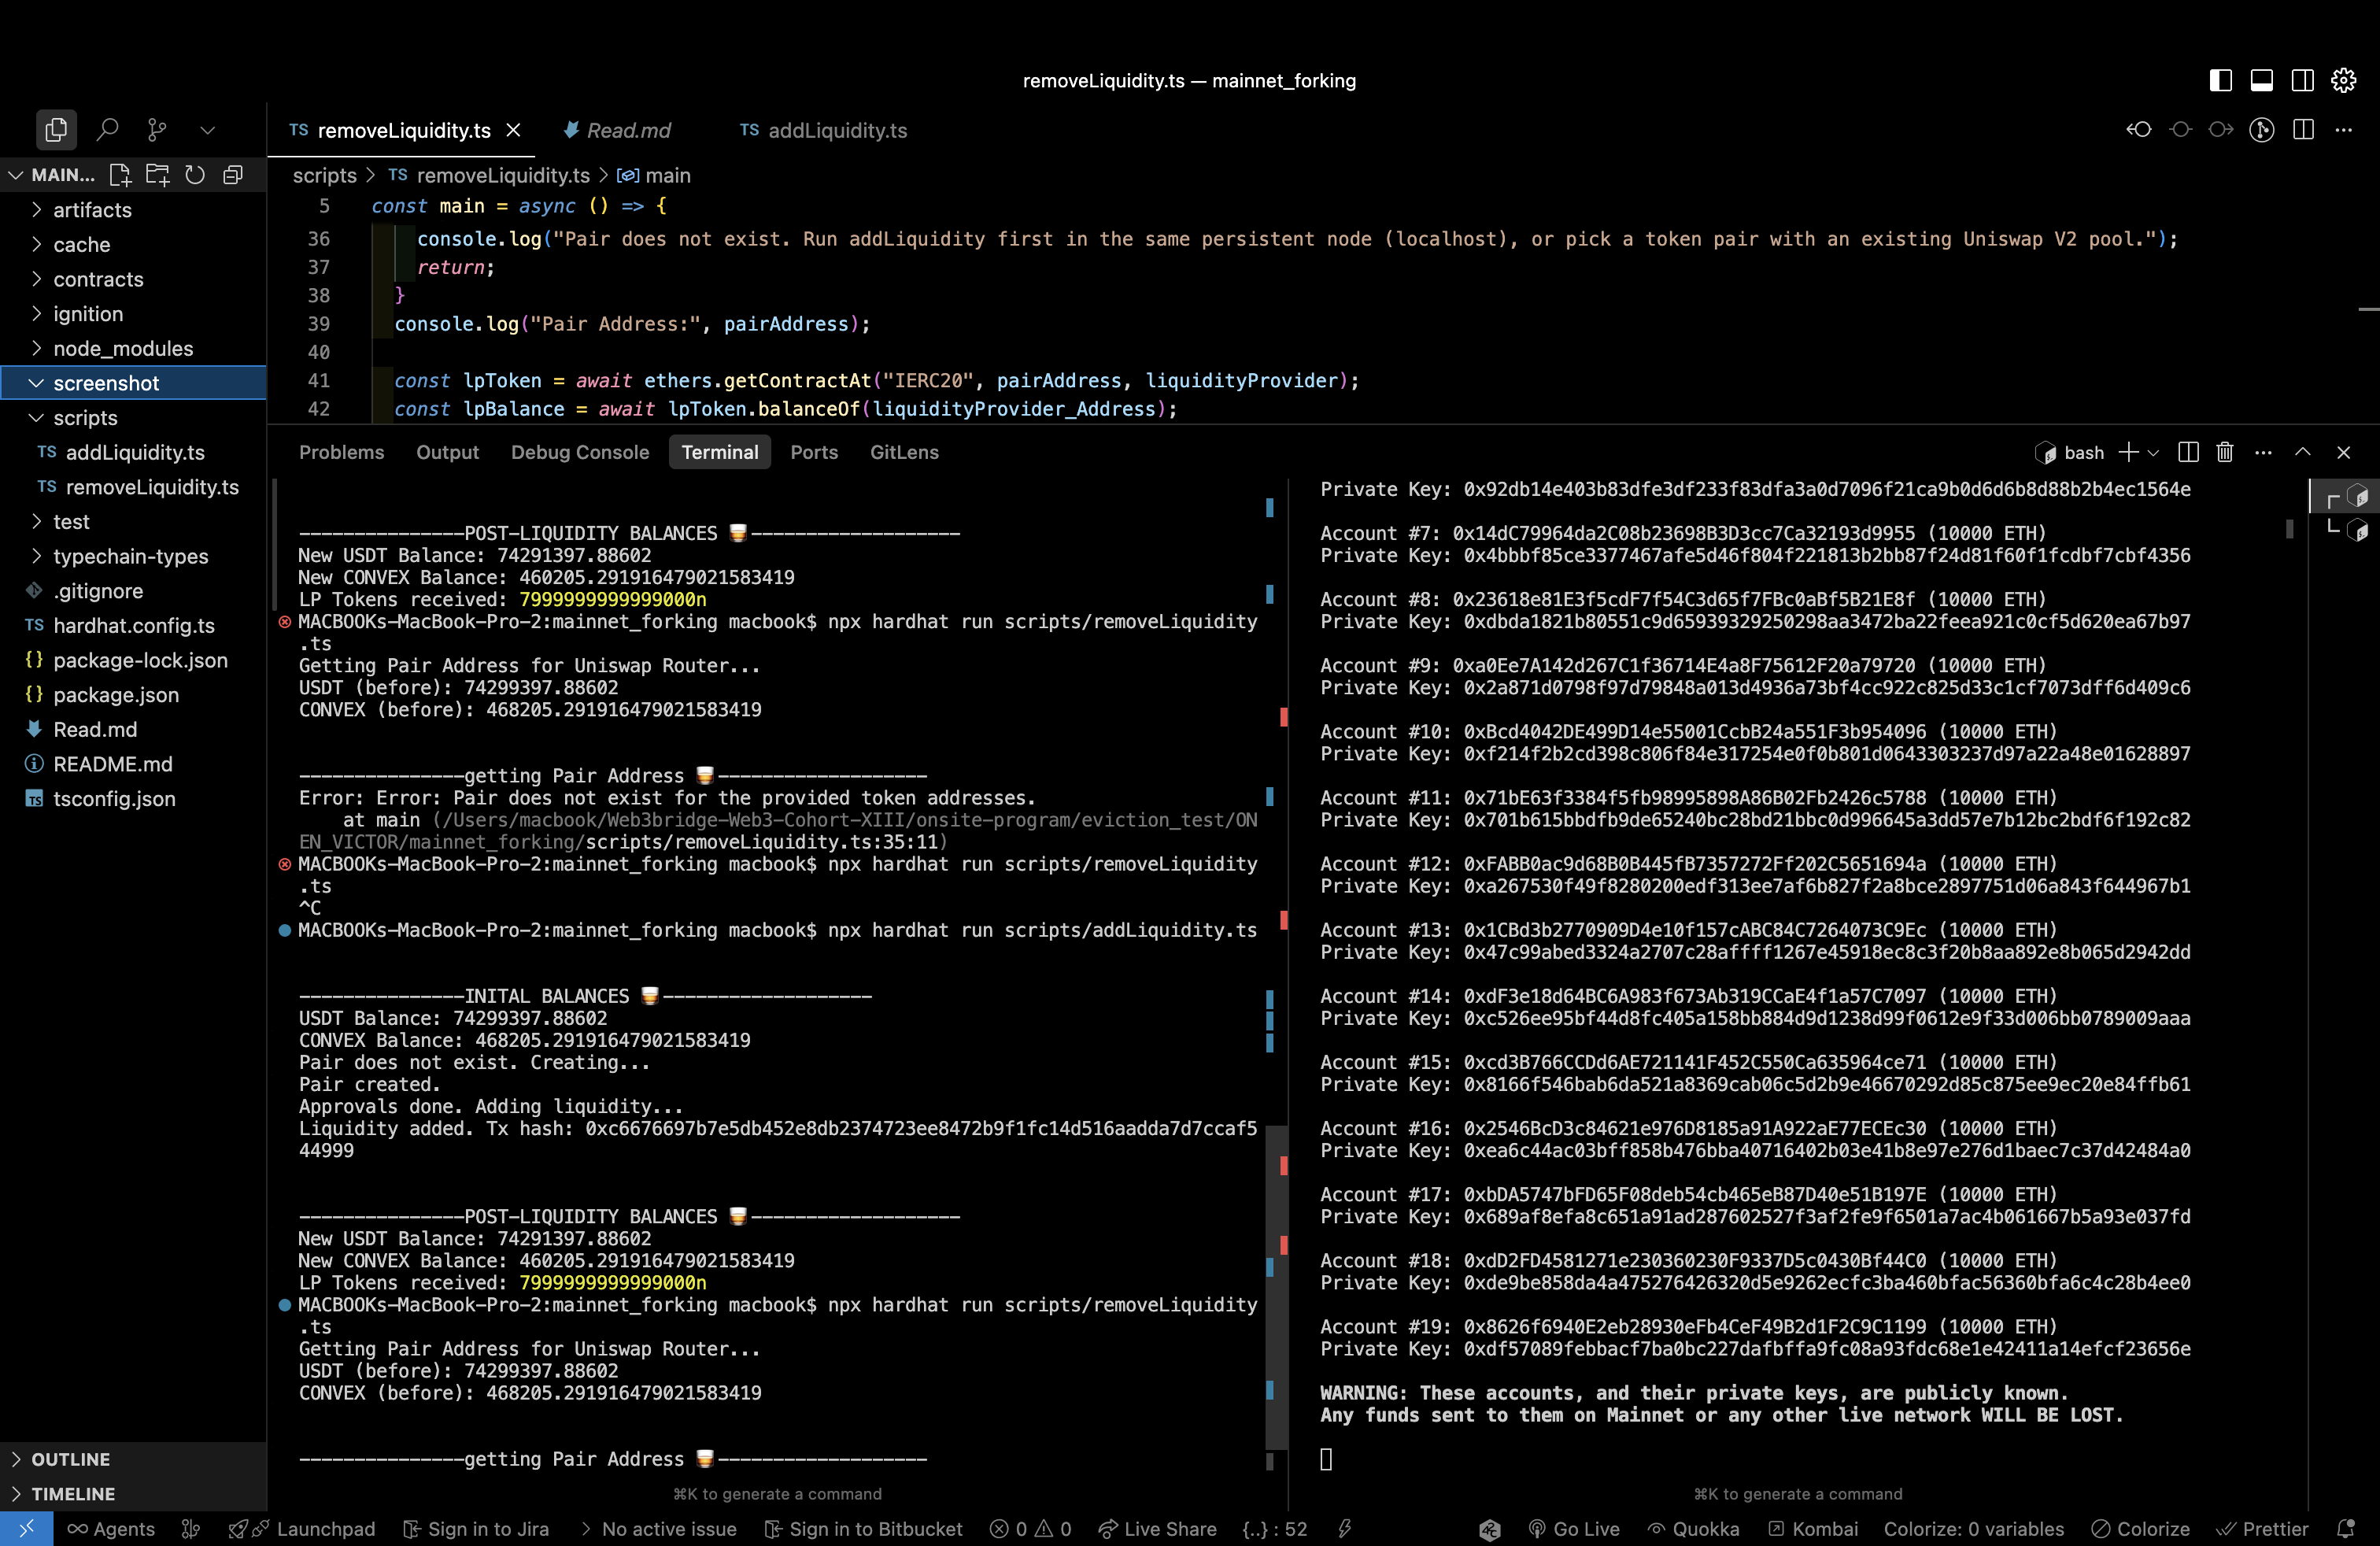 removeLiquidity.ts — mainnet_forking
TS removeLiquidity.ts
Read.md
TS addLiquidity.ts
MAIN...
scripts > TS removeLiquidity.ts > main
artifacts
cache
contracts
ignition
node_modules
screenshot
scripts
TS addLiquidity.ts
TS removeLiquidity.ts
test
typechain-types
.gitignore
TS hardhat.config.ts
{} package-lock.json
{} package.json
Read.md
README.md
TS tsconfig.json
OUTLINE
TIMELINE
5 const main = async () => {
36 console.log("Pair does not exist. Run addLiquidity first in the same persistent node (localhost), or pick a token pair with an existing Uniswap V2 pool.");
37 return;
38 }
39 console.log("Pair Address:", pairAddress);
40
41 const lpToken = await ethers.getContractAt("IERC20", pairAddress, liquidityProvider);
42 const lpBalance = await lpToken.balanceOf(liquidityProvider_Address);
Problems Output Debug Console Terminal Ports GitLens
bash
---------------POST-LIQUIDITY BALANCES 🥃-------------------
New USDT Balance: 74291397.88602
New CONVEX Balance: 460205.291916479021583419
LP Tokens received: 7999999999999000n
MACBOOKs-MacBook-Pro-2:mainnet_forking macbook$ npx hardhat run scripts/removeLiquidity
.ts
Getting Pair Address for Uniswap Router...
USDT (before): 74299397.88602
CONVEX (before): 468205.291916479021583419
---------------getting Pair Address 🥃-------------------
Error: Error: Pair does not exist for the provided token addresses.
at main (/Users/macbook/Web3bridge-Web3-Cohort-XIII/onsite-program/eviction_test/ON
EN_VICTOR/mainnet_forking/scripts/removeLiquidity.ts:35:11)
MACBOOKs-MacBook-Pro-2:mainnet_forking macbook$ npx hardhat run scripts/removeLiquidity
.ts
^C
MACBOOKs-MacBook-Pro-2:mainnet_forking macbook$ npx hardhat run scripts/addLiquidity.ts
---------------INITAL BALANCES 🥃-------------------
USDT Balance: 74299397.88602
CONVEX Balance: 468205.291916479021583419
Pair does not exist. Creating...
Pair created.
Approvals done. Adding liquidity...
Liquidity added. Tx hash: 0xc6676697b7e5db452e8db2374723ee8472b9f1fc14d516aadda7d7ccaf5
44999
---------------POST-LIQUIDITY BALANCES 🥃-------------------
New USDT Balance: 74291397.88602
New CONVEX Balance: 460205.291916479021583419
LP Tokens received: 7999999999999000n
MACBOOKs-MacBook-Pro-2:mainnet_forking macbook$ npx hardhat run scripts/removeLiquidity
.ts
Getting Pair Address for Uniswap Router...
USDT (before): 74299397.88602
CONVEX (before): 468205.291916479021583419
---------------getting Pair Address 🥃-------------------
⌘K to generate a command
Private Key: 0x92db14e403b83dfe3df233f83dfa3a0d7096f21ca9b0d6d6b8d88b2b4ec1564e
Account #7: 0x14dC79964da2C08b23698B3D3cc7Ca32193d9955 (10000 ETH)
Private Key: 0x4bbbf85ce3377467afe5d46f804f221813b2bb87f24d81f60f1fcdbf7cbf4356
Account #8: 0x23618e81E3f5cdF7f54C3d65f7FBc0aBf5B21E8f (10000 ETH)
Private Key: 0xdbda1821b80551c9d65939329250298aa3472ba22feea921c0cf5d620ea67b97
Account #9: 0xa0Ee7A142d267C1f36714E4a8F75612F20a79720 (10000 ETH)
Private Key: 0x2a871d0798f97d79848a013d4936a73bf4cc922c825d33c1cf7073dff6d409c6
Account #10: 0xBcd4042DE499D14e55001CcbB24a551F3b954096 (10000 ETH)
Private Key: 0xf214f2b2cd398c806f84e317254e0f0b801d0643303237d97a22a48e01628897
Account #11: 0x71bE63f3384f5fb98995898A86B02Fb2426c5788 (10000 ETH)
Private Key: 0x701b615bbdfb9de65240bc28bd21bbc0d996645a3dd57e7b12bc2bdf6f192c82
Account #12: 0xFABB0ac9d68B0B445fB7357272Ff202C5651694a (10000 ETH)
Private Key: 0xa267530f49f8280200edf313ee7af6b827f2a8bce2897751d06a843f644967b1
Account #13: 0x1CBd3b2770909D4e10f157cABC84C7264073C9Ec (10000 ETH)
Private Key: 0x47c99abed3324a2707c28affff1267e45918ec8c3f20b8aa892e8b065d2942dd
Account #14: 0xdF3e18d64BC6A983f673Ab319CCaE4f1a57C7097 (10000 ETH)
Private Key: 0xc526ee95bf44d8fc405a158bb884d9d1238d99f0612e9f33d006bb0789009aaa
Account #15: 0xcd3B766CCDd6AE721141F452C550Ca635964ce71 (10000 ETH)
Private Key: 0x8166f546bab6da521a8369cab06c5d2b9e46670292d85c875ee9ec20e84ffb61
Account #16: 0x2546BcD3c84621e976D8185a91A922aE77ECEc30 (10000 ETH)
Private Key: 0xea6c44ac03bff858b476bba40716402b03e41b8e97e276d1baec7c37d42484a0
Account #17: 0xbDA5747bFD65F08deb54cb465eB87D40e51B197E (10000 ETH)
Private Key: 0x689af8efa8c651a91ad287602527f3af2fe9f6501a7ac4b061667b5a93e037fd
Account #18: 0xdD2FD4581271e230360230F9337D5c0430Bf44C0 (10000 ETH)
Private Key: 0xde9be858da4a475276426320d5e9262ecfc3ba460bfac56360bfa6c4c28b4ee0
Account #19: 0x8626f6940E2eb28930eFb4CeF49B2d1F2C9C1199 (10000 ETH)
Private Key: 0xdf57089febbacf7ba0bc227dafbffa9fc08a93fdc68e1e42411a14efcf23656e
WARNING: These accounts, and their private keys, are publicly known.
Any funds sent to them on Mainnet or any other live network WILL BE LOST.
⌘K to generate a command
Agents Launchpad Sign in to Jira > No active issue Sign in to Bitbucket 0 0 Live Share {..} : 52 Go Live Quokka Kombai Colorize: 0 variables Colorize Prettier